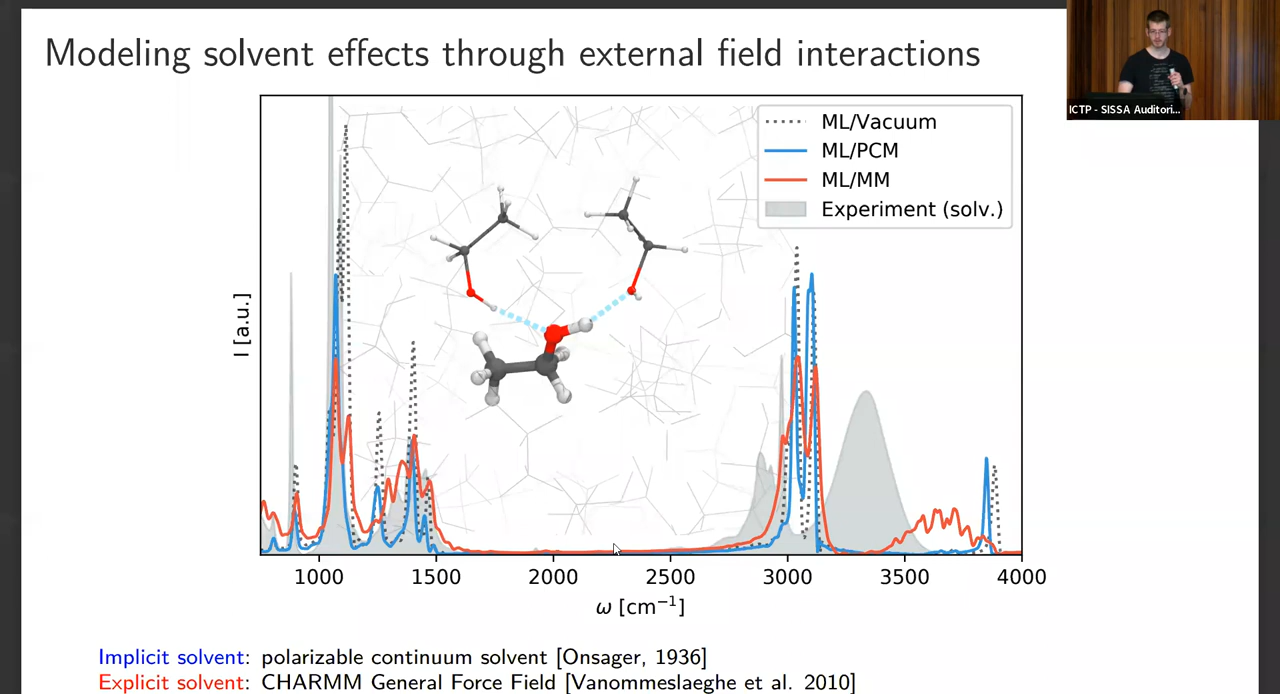 Modeling solvent effects through external field interactions
ICTP - SISSA Auditori...
ML/Vacuum
ML/PCM
ML/MM
Experiment (solv.)
I [a.u.]
1000 1500 2000 2500 3000 3500 4000
ω [cm⁻¹]
Implicit solvent: polarizable continuum solvent [Onsager, 1936]
Explicit solvent: CHARMM General Force Field [Vanommeslaeghe et al. 2010]